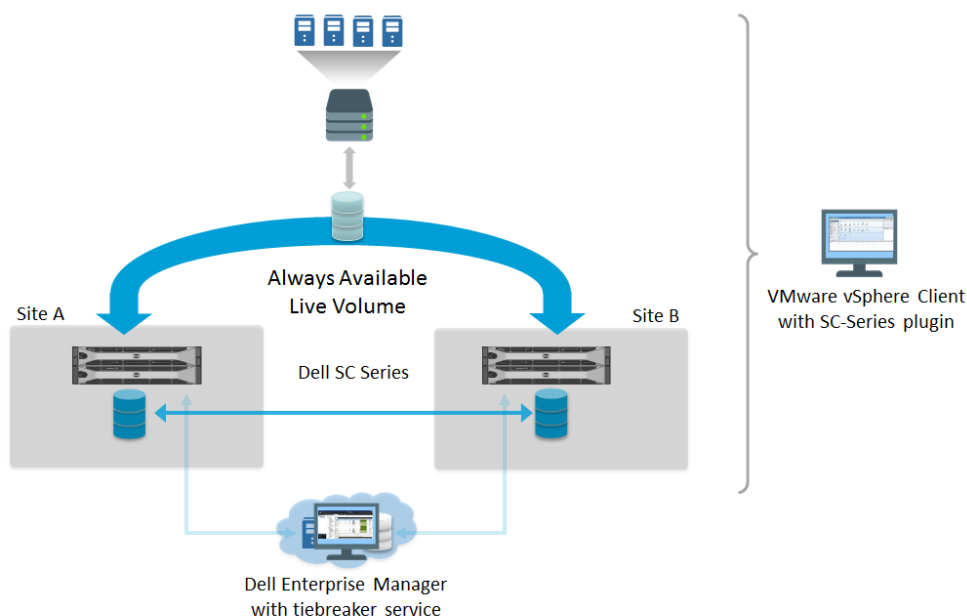 Always Available
Live Volume
Site A
Site B
Dell SC Series
VMware vSphere Client
with SC-Series plugin
Dell Enterprise Manager
with tiebreaker service